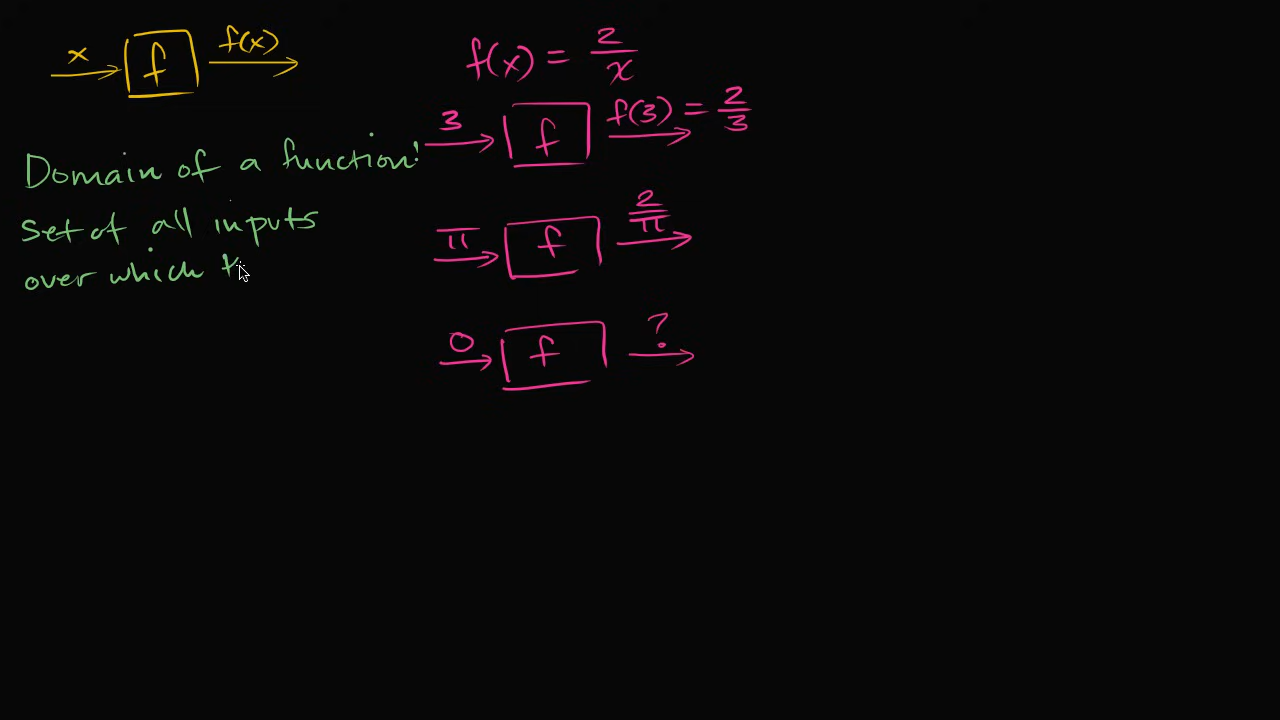 x f f(x)
f(x) = 2/x
3 f f(3) = 2/3
Domain of a function:
π f 2/π
Set of all inputs
over which t
0 f ?